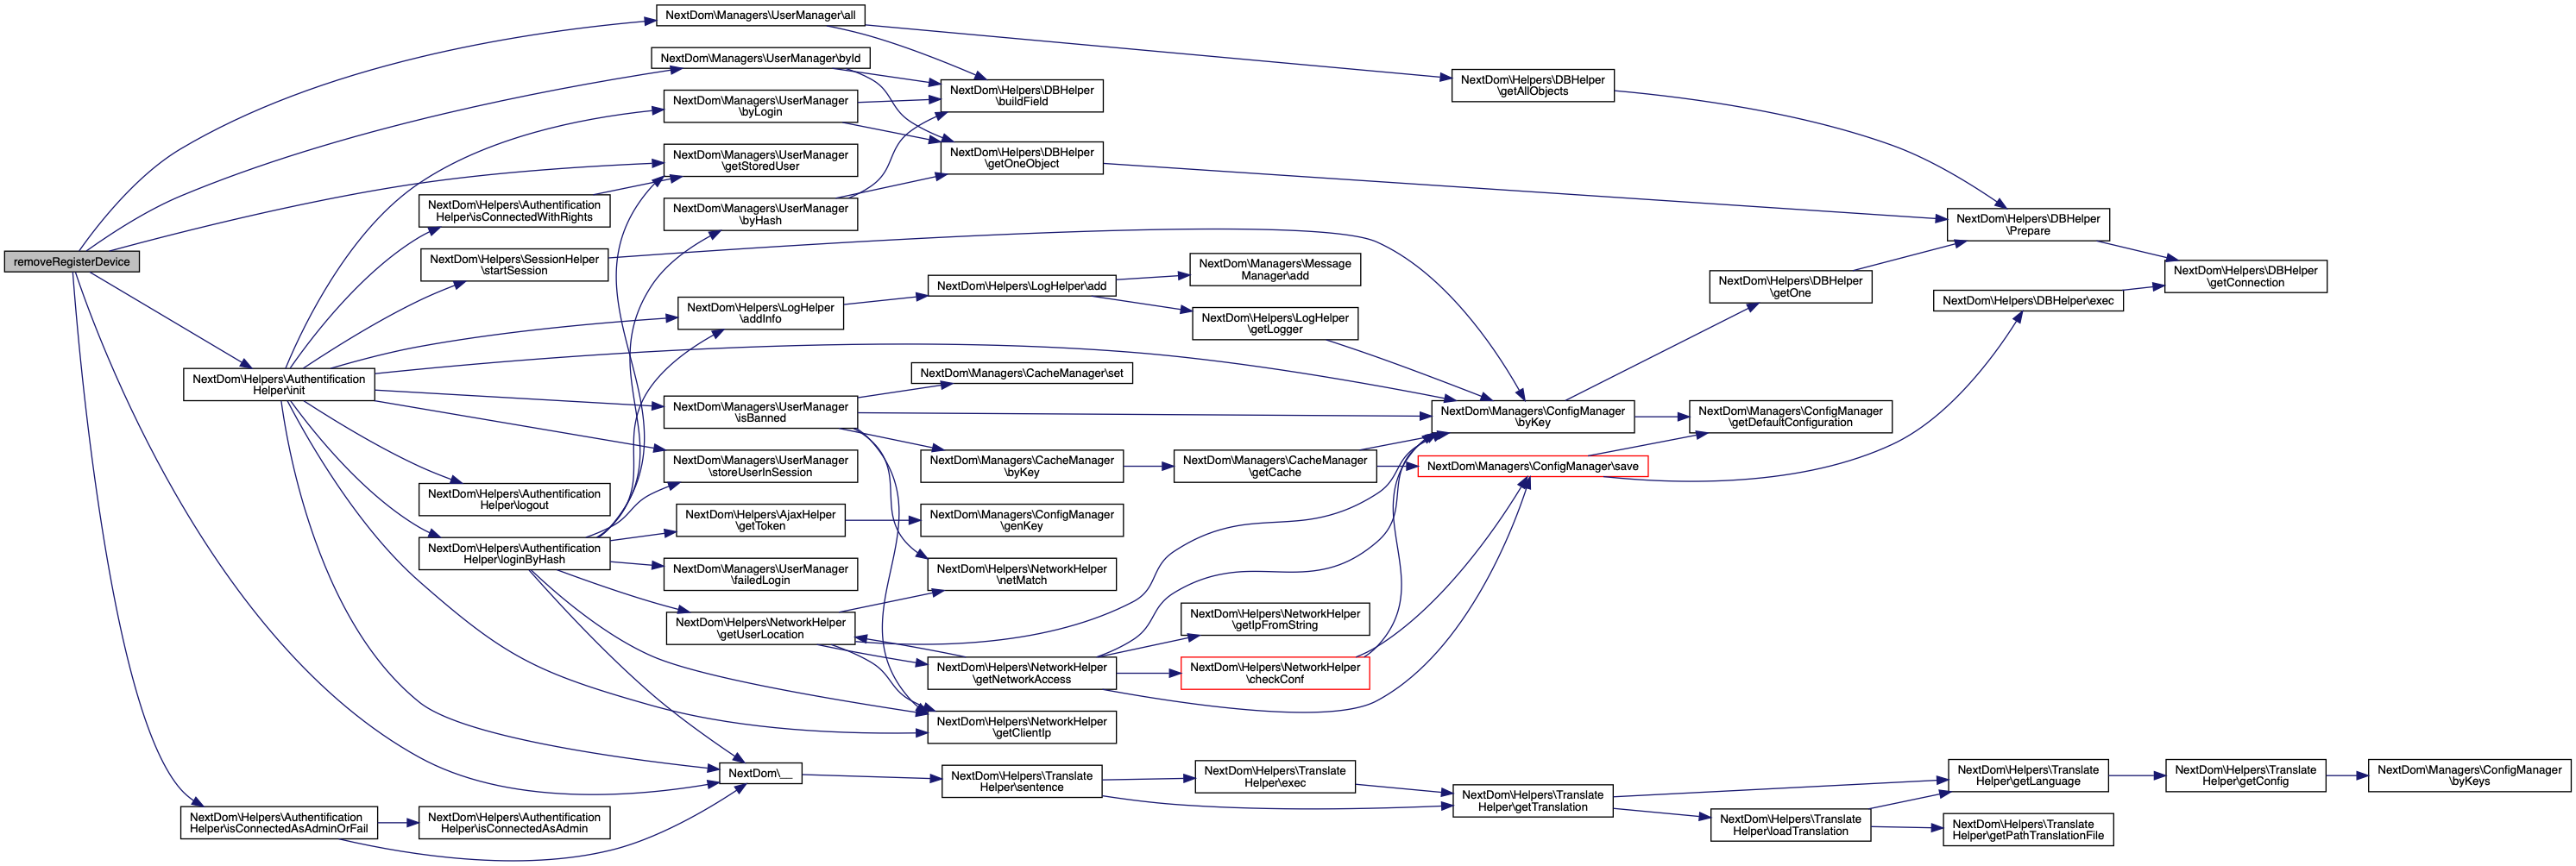 removeRegisterDevice
NextDom\Managers\UserManager\all
NextDom\Managers\UserManager\byId
NextDom\Managers\UserManager
\byLogin
NextDom\Managers\UserManager
\getStoredUser
NextDom\Helpers\Authentification
Helper\isConnectedWithRights
NextDom\Managers\UserManager
\byHash
NextDom\Helpers\SessionHelper
\startSession
NextDom\Helpers\LogHelper
\addInfo
NextDom\Helpers\Authentification
Helper\init
NextDom\Managers\UserManager
\isBanned
NextDom\Managers\UserManager
\storeUserInSession
NextDom\Helpers\Authentification
Helper\logout
NextDom\Helpers\AjaxHelper
\getToken
NextDom\Helpers\Authentification
Helper\loginByHash
NextDom\Managers\UserManager
\failedLogin
NextDom\Helpers\NetworkHelper
\getUserLocation
NextDom\__
NextDom\Helpers\Authentification
Helper\isConnectedAsAdminOrFail
NextDom\Helpers\Authentification
Helper\isConnectedAsAdmin
NextDom\Helpers\DBHelper
\buildField
NextDom\Helpers\DBHelper
\getOneObject
NextDom\Helpers\LogHelper\add
NextDom\Managers\CacheManager\set
NextDom\Managers\CacheManager
\byKey
NextDom\Managers\ConfigManager
\genKey
NextDom\Helpers\NetworkHelper
\netMatch
NextDom\Helpers\NetworkHelper
\getNetworkAccess
NextDom\Helpers\NetworkHelper
\getClientIp
NextDom\Helpers\Translate
Helper\sentence
NextDom\Managers\Message
Manager\add
NextDom\Helpers\LogHelper
\getLogger
NextDom\Managers\CacheManager
\getCache
NextDom\Helpers\NetworkHelper
\getIpFromString
NextDom\Helpers\NetworkHelper
\checkConf
NextDom\Helpers\Translate
Helper\exec
NextDom\Helpers\DBHelper
\getAllObjects
NextDom\Managers\ConfigManager
\byKey
NextDom\Managers\ConfigManager\save
NextDom\Helpers\Translate
Helper\getTranslation
NextDom\Helpers\DBHelper
\getOne
NextDom\Managers\ConfigManager
\getDefaultConfiguration
NextDom\Helpers\Translate
Helper\loadTranslation
NextDom\Helpers\DBHelper
\Prepare
NextDom\Helpers\DBHelper\exec
NextDom\Helpers\Translate
Helper\getLanguage
NextDom\Helpers\Translate
Helper\getPathTranslationFile
NextDom\Helpers\DBHelper
\getConnection
NextDom\Helpers\Translate
Helper\getConfig
NextDom\Managers\ConfigManager
\byKeys